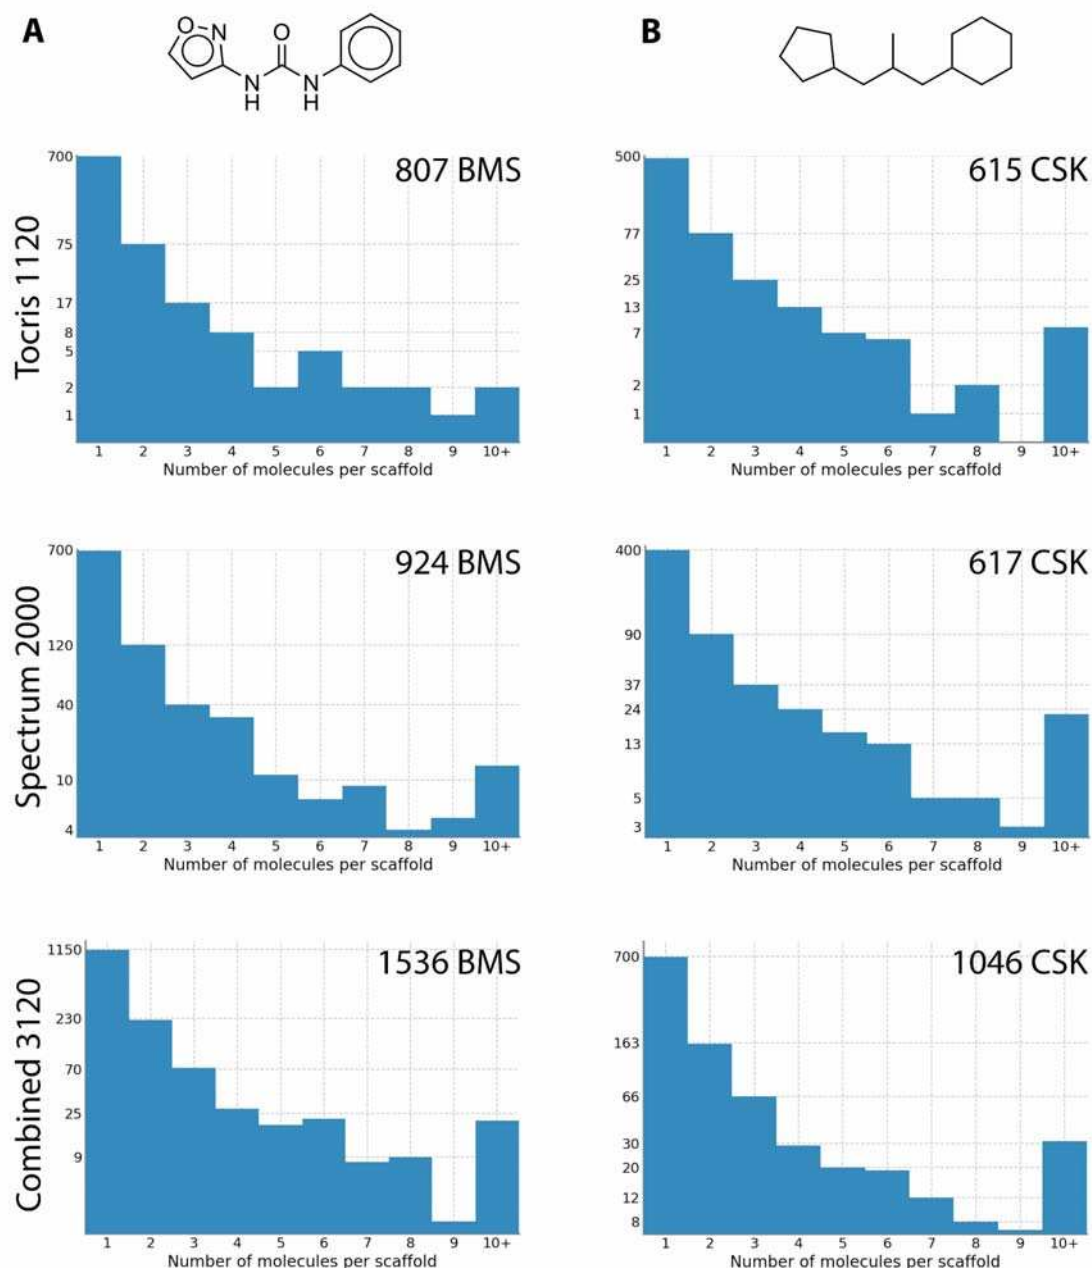 A
B
O
N
O
N
H
N
H
Tocris 1120
807 BMS
700
75
17
8
5
2
1
1 2 3 4 5 6 7 8 9 10+
Number of molecules per scaffold
615 CSK
500
77
25
13
7
2
1
1 2 3 4 5 6 7 8 9 10+
Number of molecules per scaffold
Spectrum 2000
924 BMS
700
120
40
10
4
1 2 3 4 5 6 7 8 9 10+
Number of molecules per scaffold
617 CSK
400
90
37
24
13
5
3
1 2 3 4 5 6 7 8 9 10+
Number of molecules per scaffold
Combined 3120
1536 BMS
1150
230
70
25
9
1 2 3 4 5 6 7 8 9 10+
Number of molecules per scaffold
1046 CSK
700
163
66
30
20
12
8
1 2 3 4 5 6 7 8 9 10+
Number of molecules per scaffold